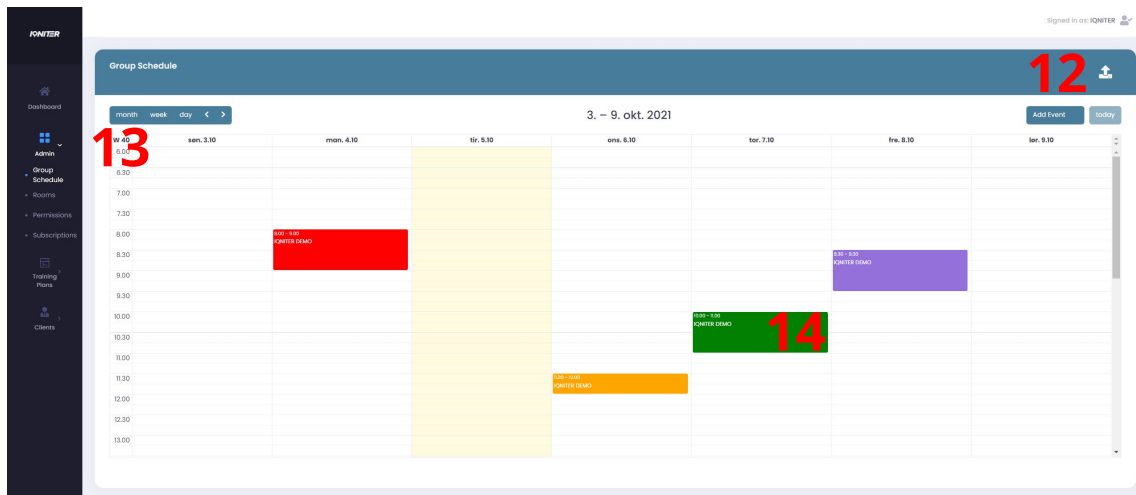 Signed in as: IQNITER
IQNITER
Group Schedule
12
Dashboard
month week day
3. – 9. okt. 2021
Add Event today
13
Admin
W 40 søn. 3.10 man. 4.10 tir. 5.10 ons. 6.10 tor. 7.10 fre. 8.10 lør. 9.10
6.00
Group
Schedule
6.30
Rooms
7.00
Permissions
7.30
Subscriptions
8.00
8.00 - 9.00
IQNITER DEMO
8.30
8.30 - 9.30
IQNITER DEMO
Training
Plans
9.00
9.30
Clients
10.00
10.00 - 11.00
IQNITER DEMO
14
10.30
11.00
11.30
IQNITER DEMO
12.00
12.30
13.00